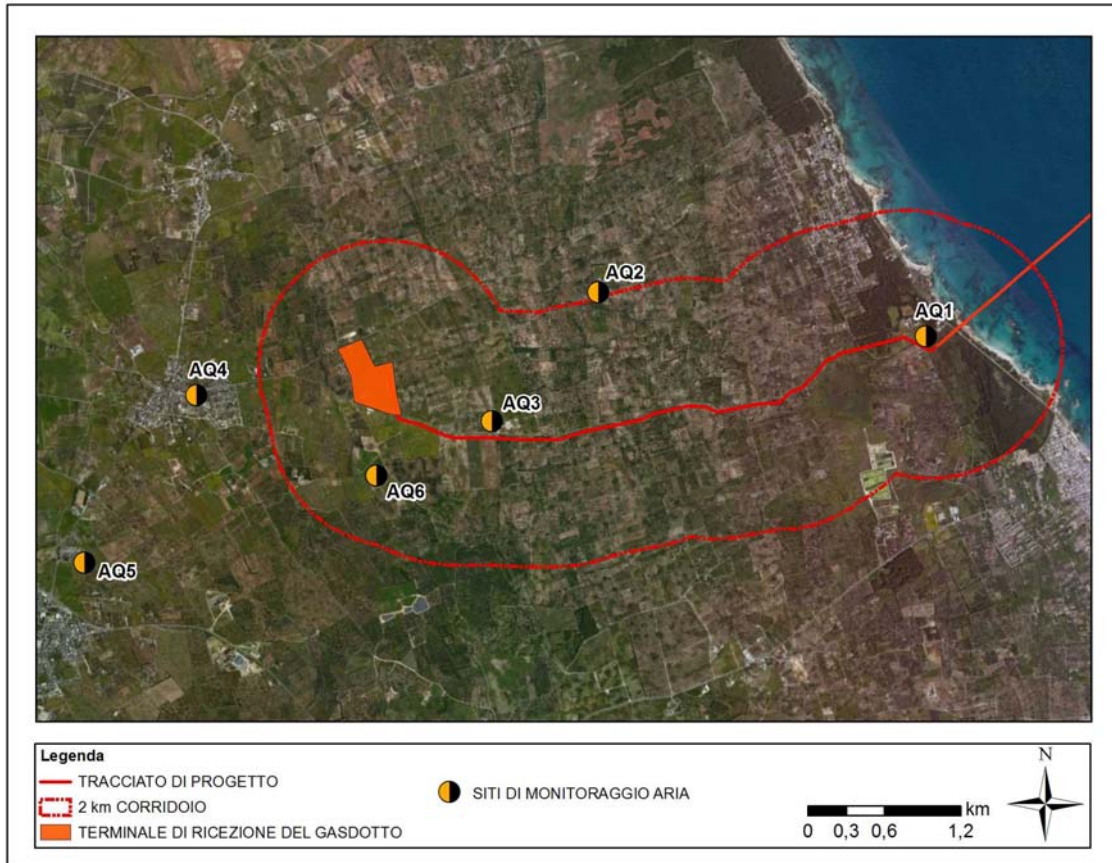 AQ2
AQ1
AQ4
AQ3
AQ6
AQ5
Legenda
TRACCIATO DI PROGETTO
2 km CORRIDOIO
TERMINALE DI RICEZIONE DEL GASDOTTO
SITI DI MONITORAGGIO ARIA
N
km
0 0,3 0,6 1,2